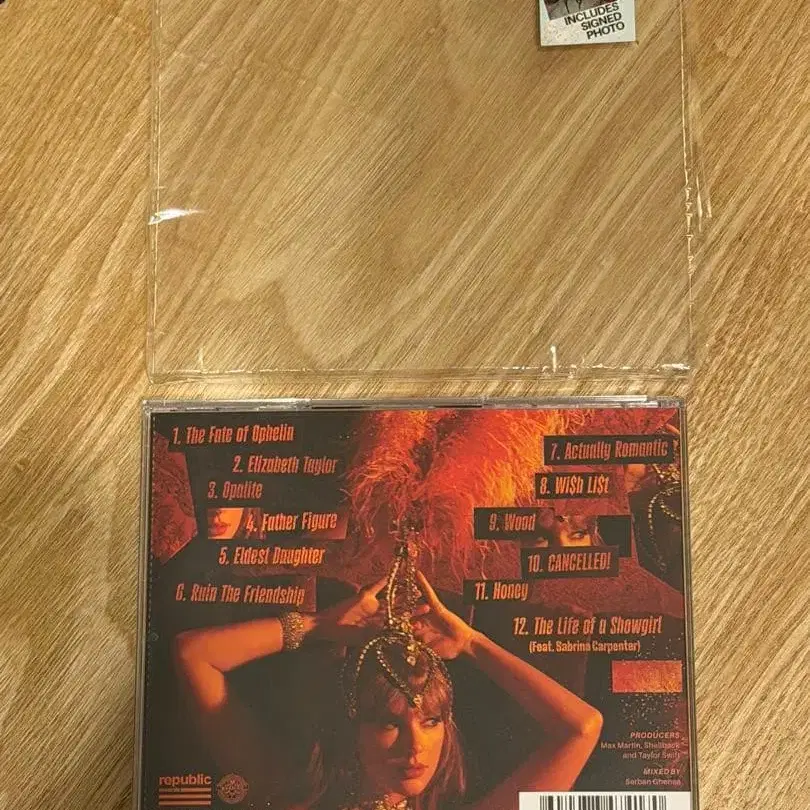 INCLUDES
SIGNED
PHOTO
1. The Fate of Ophelia
2. Elizabeth Taylor
3. Opalite
4. Father Figure
5. Eldest Daughter
6. Ruin The Friendship
7. Actually Romantic
8. Wi$h Li$t
9. Wood
10. CANCELLED!
11. Honey
12. The Life of a Showgirl
(Feat. Sabrina Carpenter)
PRODUCERS
Max Martin, Shellback
and Taylor Swift
MIXED BY
Serban Ghenea
republic
records